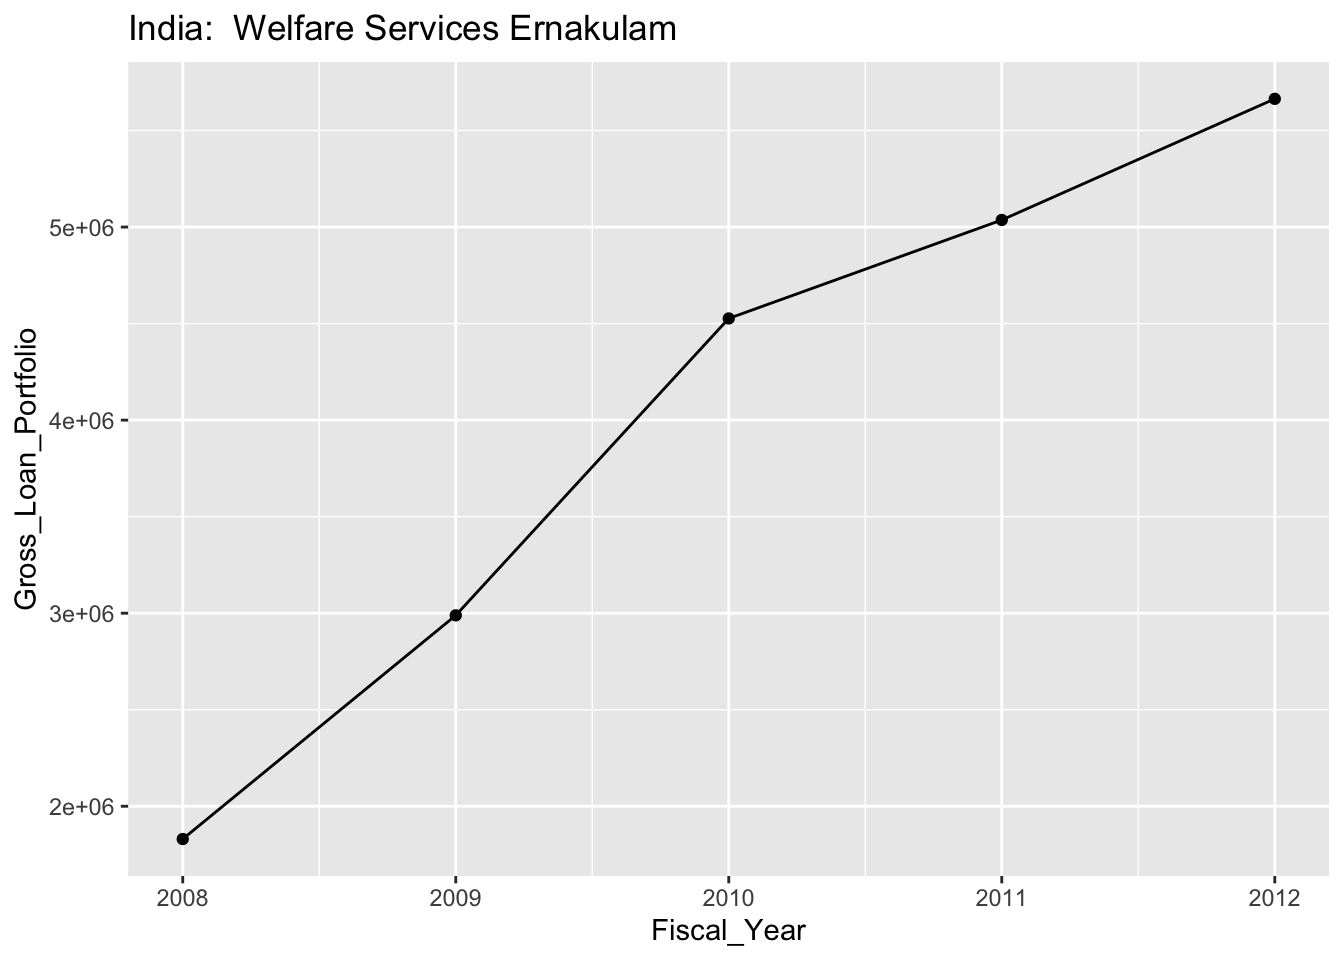 India:  Welfare Services Ernakulam
Gross_Loan_Portfolio
5e+06
4e+06
3e+06
2e+06
2008 2009 2010 2011 2012
Fiscal_Year